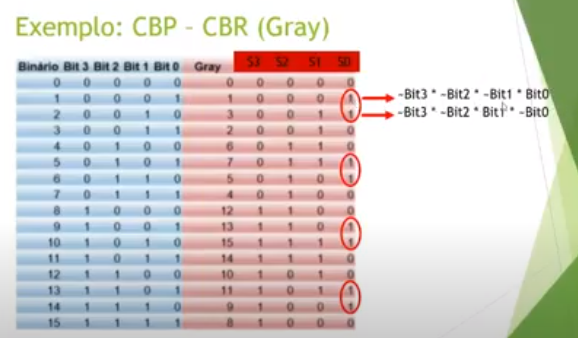 Exemplo: CBP - CBR (Gray)
Binário Bit 3 Bit 2 Bit 1 Bit 0 Gray S3 S2 S1 S0
0 0 0 0 0 0 0 0 0 0
1 0 0 0 1 1 0 0 0 1 ~Bit3 * ~Bit2 * ~Bit1 * Bit0
2 0 0 1 0 3 0 0 1 1 ~Bit3 * ~Bit2 * Bit1 * ~Bit0
3 0 0 1 1 2 0 0 1 0
4 0 1 0 0 6 0 1 1 0
5 0 1 0 1 7 0 1 1 1
6 0 1 1 0 5 0 1 0 1
7 0 1 1 1 4 0 1 0 0
8 1 0 0 0 12 1 1 0 0
9 1 0 0 1 13 1 1 0 1
10 1 0 1 0 15 1 1 1 1
11 1 0 1 1 14 1 1 1 0
12 1 1 0 0 10 1 0 1 0
13 1 1 0 1 11 1 0 1 1
14 1 1 1 0 9 1 0 0 1
15 1 1 1 1 8 1 0 0 0